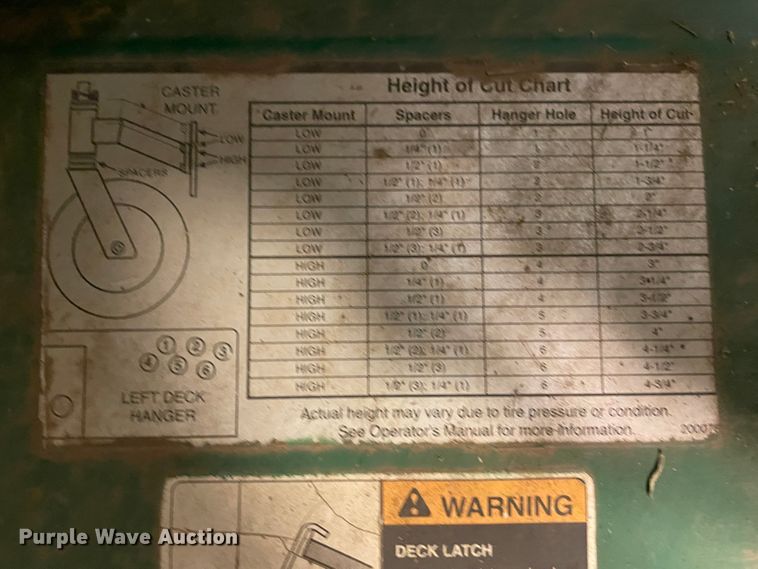 Height of Cut Chart
CASTER
MOUNT
LOW
HIGH
SPACERS
Caster Mount Spacers Hanger Hole Height of Cut
LOW 0 1 1"
LOW 1/4" (1) 1 1-1/4"
LOW 1/2" (1) 2 1-1/2"
LOW 1/2" (1); 1/4" (1) 2 1-3/4"
LOW 1/2" (2) 2 2"
LOW 1/2" (2); 1/4" (1) 3 2-1/4"
LOW 1/2" (3) 3 2-1/2"
LOW 1/2" (3); 1/4" (1) 3 2-3/4"
HIGH 0 4 3"
HIGH 1/4" (1) 4 3-1/4"
HIGH 1/2" (1) 4 3-1/2"
HIGH 1/2" (1); 1/4" (1) 5 3-3/4"
HIGH 1/2" (2) 5 4"
HIGH 1/2" (2); 1/4" (1) 6 4-1/4"
HIGH 1/2" (3) 6 4-1/2"
HIGH 1/2" (3); 1/4" (1) 6 4-3/4"
1 2 3
4 5 6
LEFT DECK
HANGER
Actual height may vary due to tire pressure or condition.
See Operator's Manual for more Information.
WARNING
DECK LATCH
Purple Wave Auction